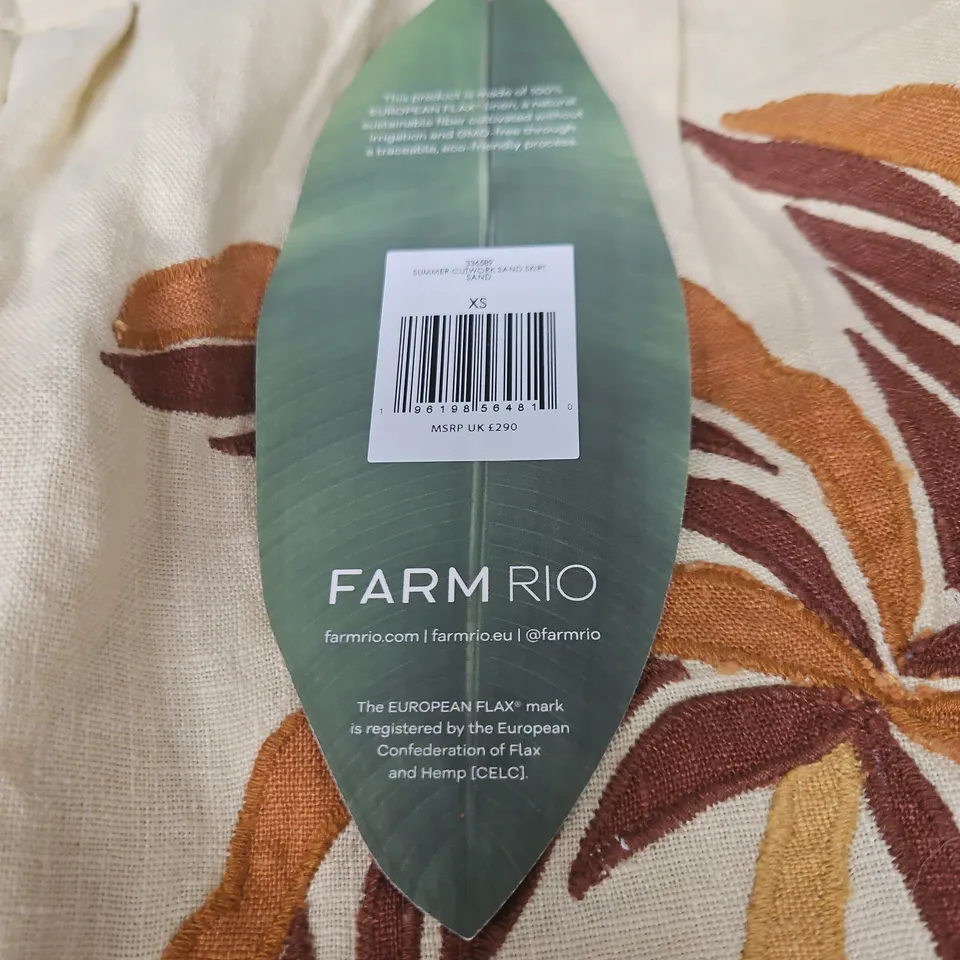 This product is made of 100%
EUROPEAN FLAX® linen, a natural
sustainable fiber cultivated without
irrigation and GMO-free through
a traceable, eco-friendly process.
336589
SUMMER CUTWORK SAND SKIRT
SAND
XS
1 96198 56481 0
MSRP UK £290
FARM RIO
farmrio.com | farmrio.eu | @farmrio
The EUROPEAN FLAX® mark
is registered by the European
Confederation of Flax
and Hemp [CELC].